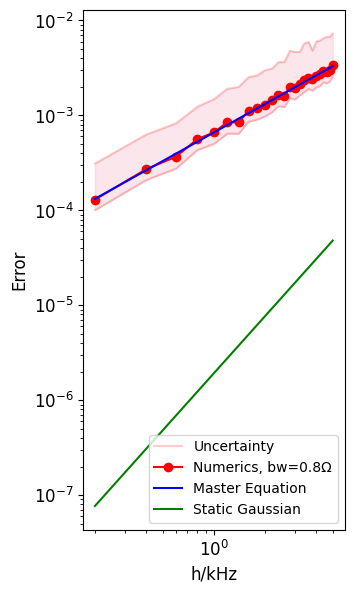 10⁻²
10⁻³
10⁻⁴
10⁻⁵
10⁻⁶
10⁻⁷
Error
Uncertainty
Numerics, bw=0.8Ω
Master Equation
Static Gaussian
10⁰
h/kHz